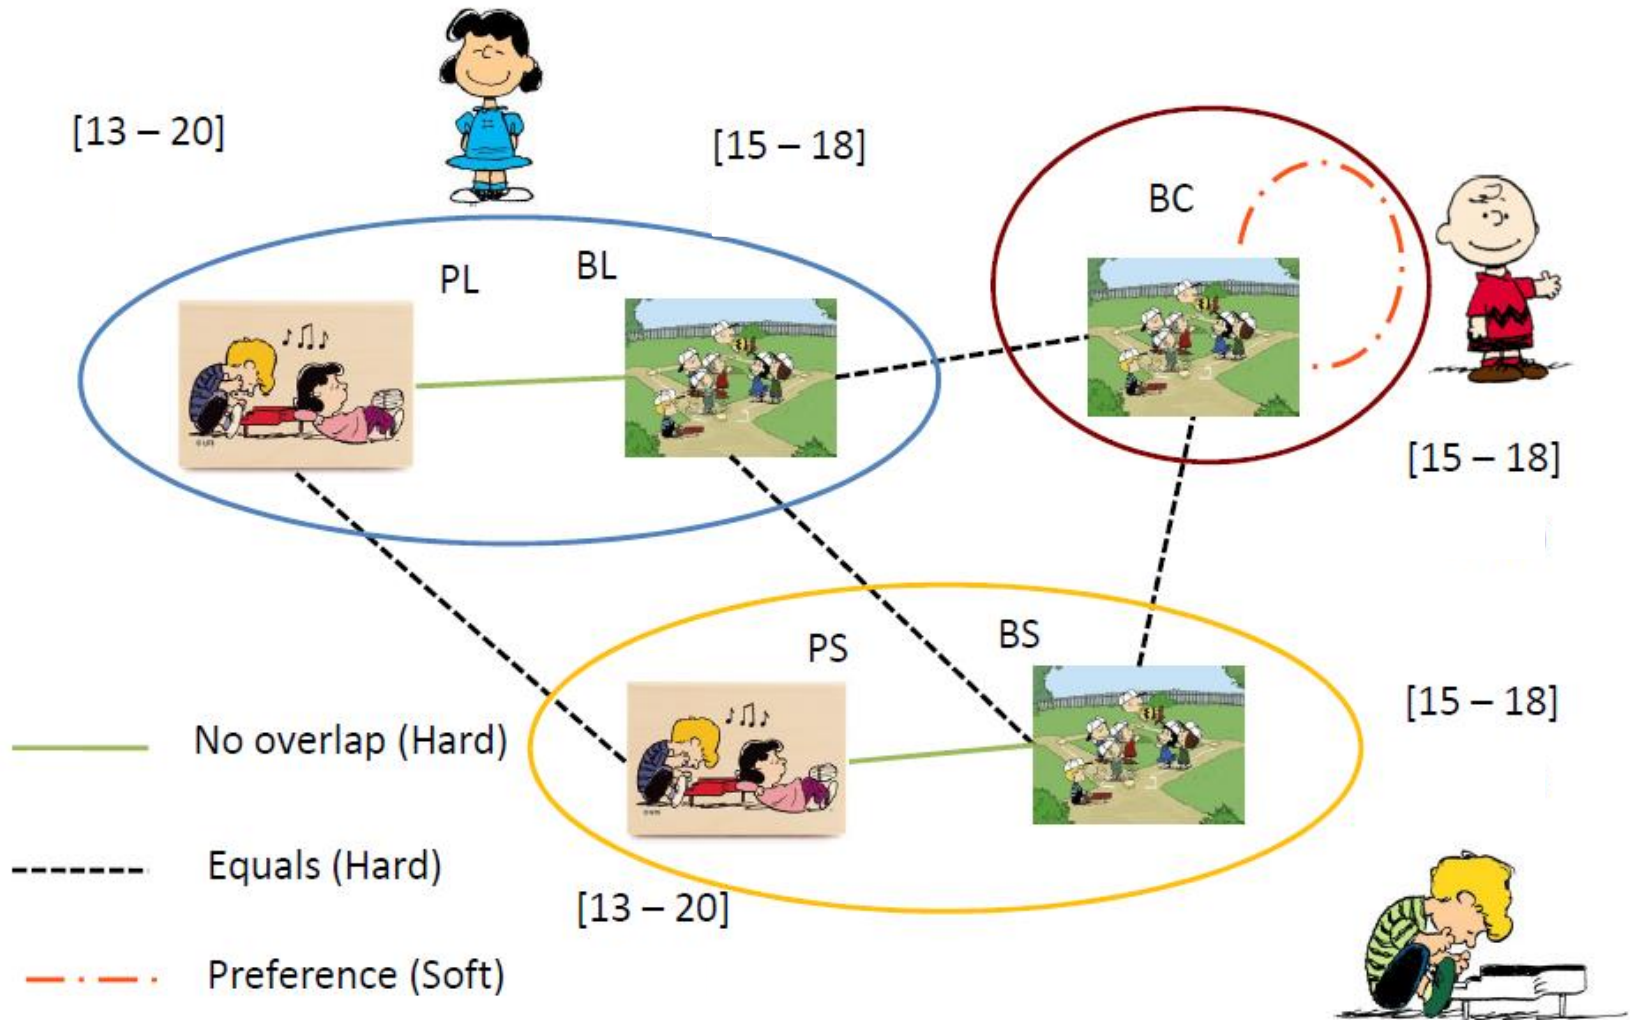 [13 – 20]
[15 – 18]
BC
PL
BL
[15 – 18]
PS
BS
[15 – 18]
No overlap (Hard)
Equals (Hard)
[13 – 20]
Preference (Soft)